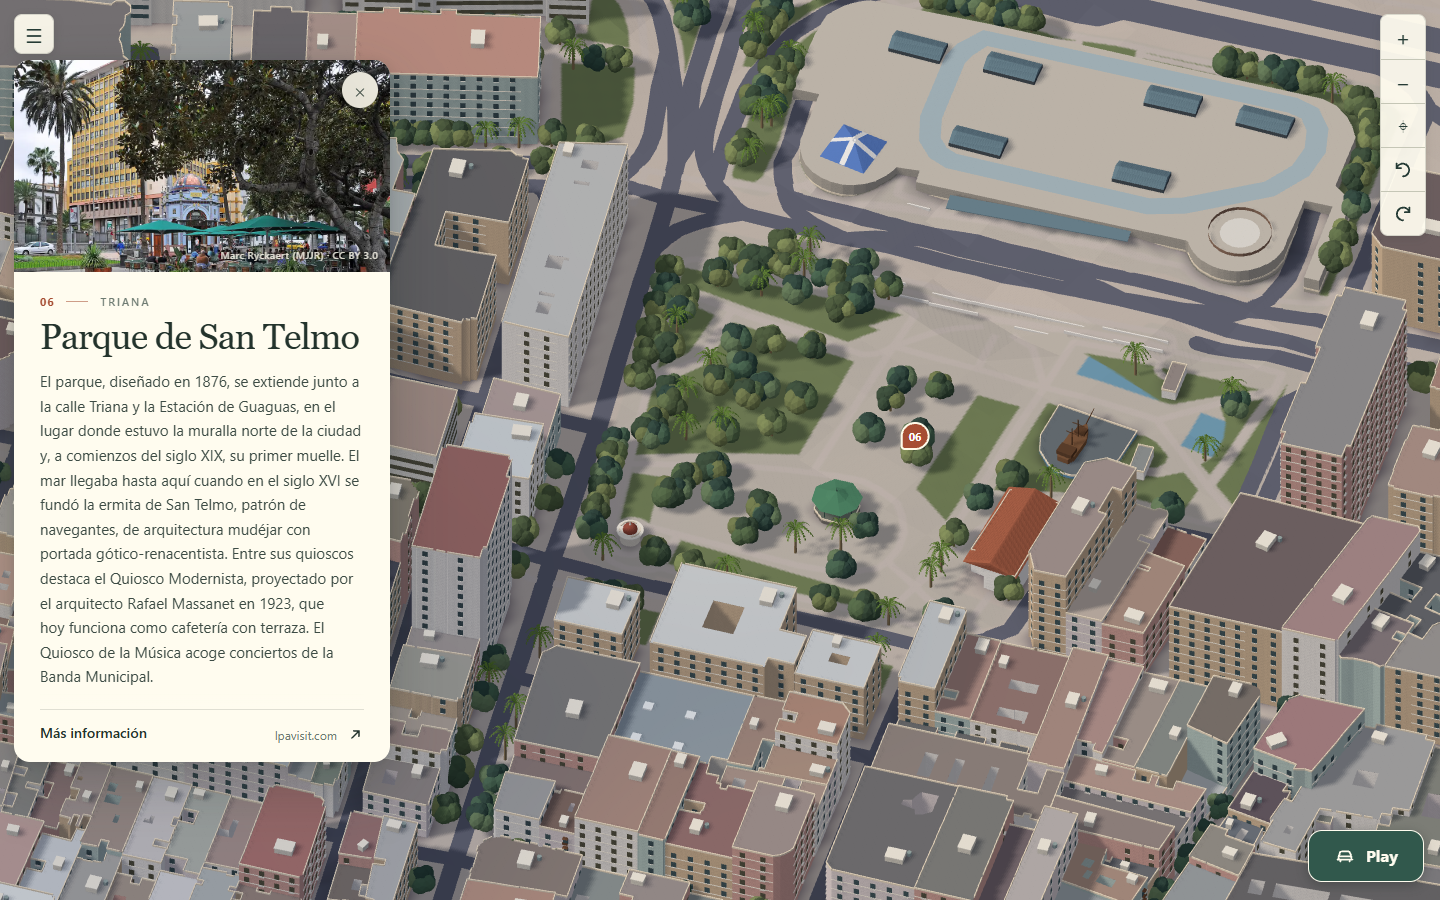 Marc Ryckaert (MJJR) · CC BY 3.0
06 TRIANA
Parque de San Telmo
El parque, diseñado en 1876, se extiende junto a
la calle Triana y la Estación de Guaguas, en el
lugar donde estuvo la muralla norte de la ciudad
y, a comienzos del siglo XIX, su primer muelle. El
mar llegaba hasta aquí cuando en el siglo XVI se
fundó la ermita de San Telmo, patrón de
navegantes, de arquitectura mudéjar con
portada gótico-renacentista. Entre sus quioscos
destaca el Quiosco Modernista, proyectado por
el arquitecto Rafael Massanet en 1923, que
hoy funciona como cafetería con terraza. El
Quiosco de la Música acoge conciertos de la
Banda Municipal.
Más información lpavisit.com
06
Play